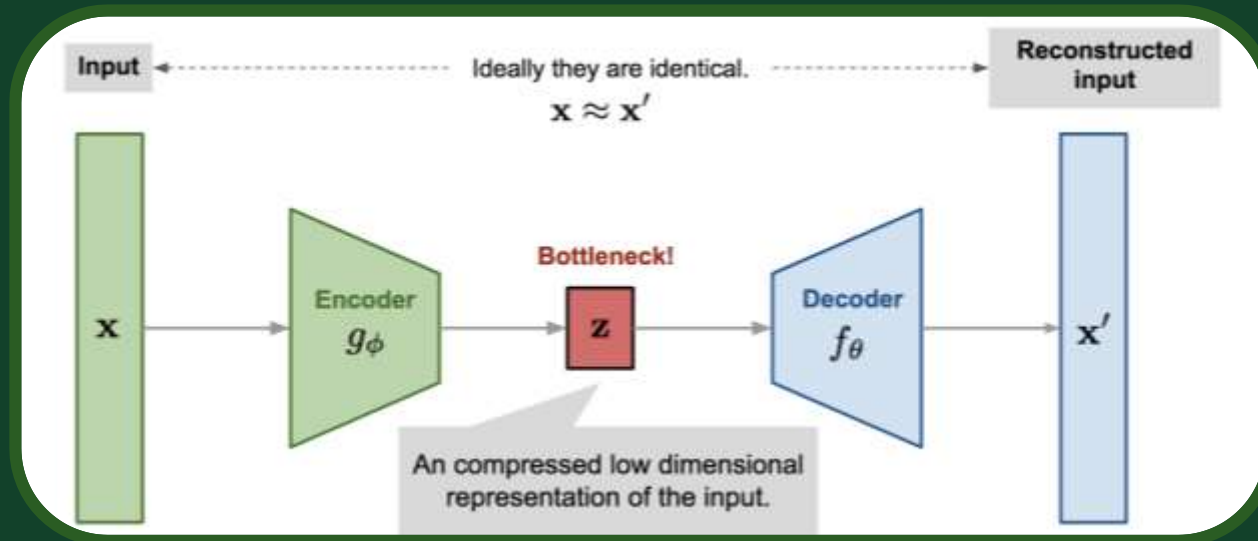 Input
Ideally they are identical.
x ≈ x′
Reconstructed
input
Bottleneck!
x
Encoder
gϕ
z
Decoder
fθ
x′
An compressed low dimensional
representation of the input.